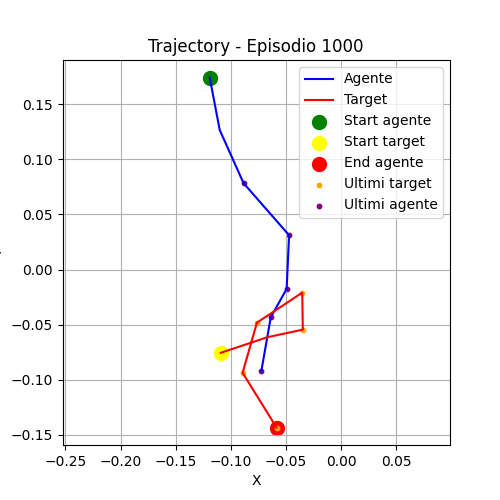 Trajectory - Episodio 1000
Agente
Target
Start agente
Start target
End agente
Ultimi target
Ultimi agente
0.15
0.10
0.05
0.00
−0.05
−0.10
−0.15
−0.25 −0.20 −0.15 −0.10 −0.05 0.00 0.05
X